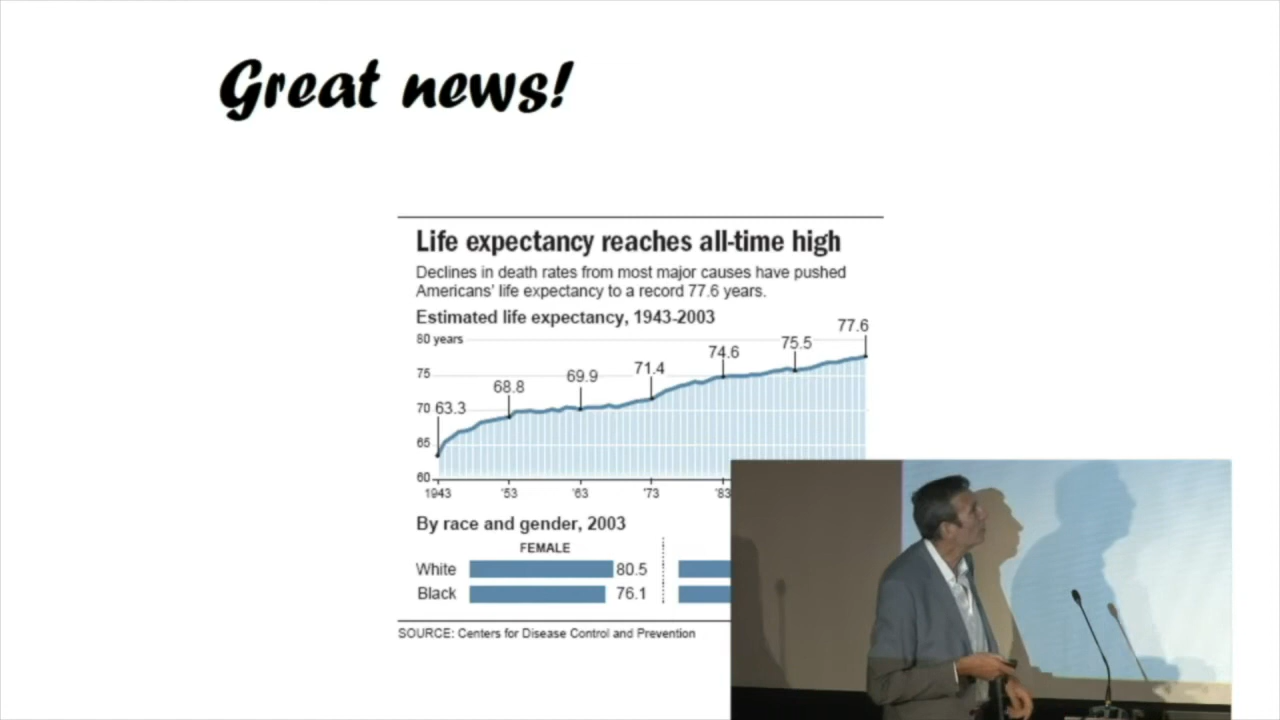 Great news!
Life expectancy reaches all-time high
Declines in death rates from most major causes have pushed
Americans' life expectancy to a record 77.6 years.
Estimated life expectancy, 1943-2003
77.6
80 years
75.5
74.6
71.4
75
69.9
68.8
70
63.3
65
60
1943 '53 '63 '73 '83
By race and gender, 2003
FEMALE
White 80.5
Black 76.1
SOURCE: Centers for Disease Control and Prevention